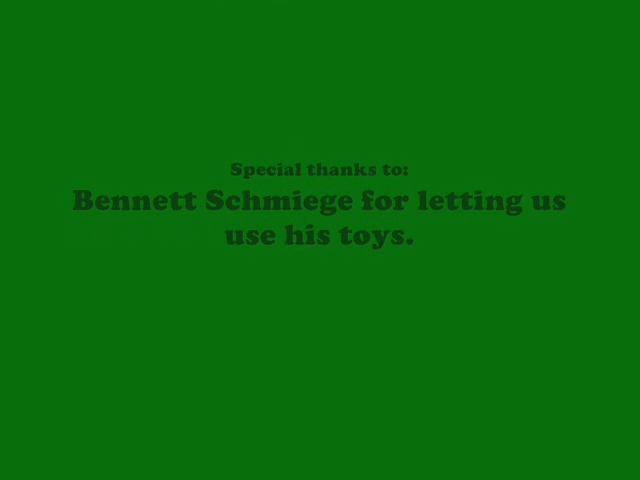 Special thanks to:
Bennett Schmiege for letting us
use his toys.